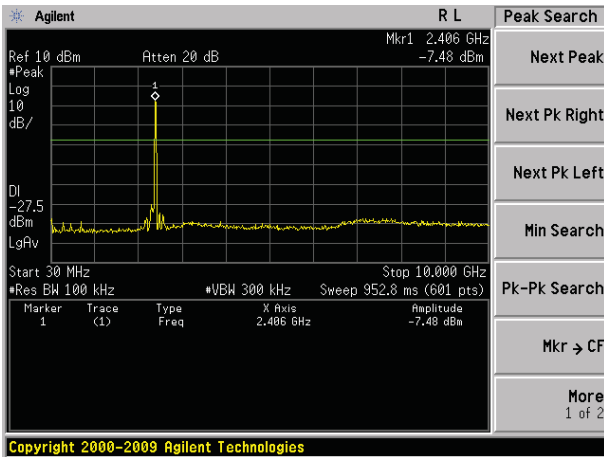 Agilent R L
Peak Search
Mkr1 2.406 GHz
Ref 10 dBm Atten 20 dB -7.48 dBm
#Peak
Log
10
dB/
1
DI
-27.5
dBm
LgAv
Start 30 MHz Stop 10.000 GHz
#Res BW 100 kHz #VBW 300 kHz Sweep 952.8 ms (601 pts)
Marker Trace Type X Axis Amplitude
1 (1) Freq 2.406 GHz -7.48 dBm
Next Peak
Next Pk Right
Next Pk Left
Min Search
Pk-Pk Search
Mkr → CF
More
1 of 2
Copyright 2000-2009 Agilent Technologies